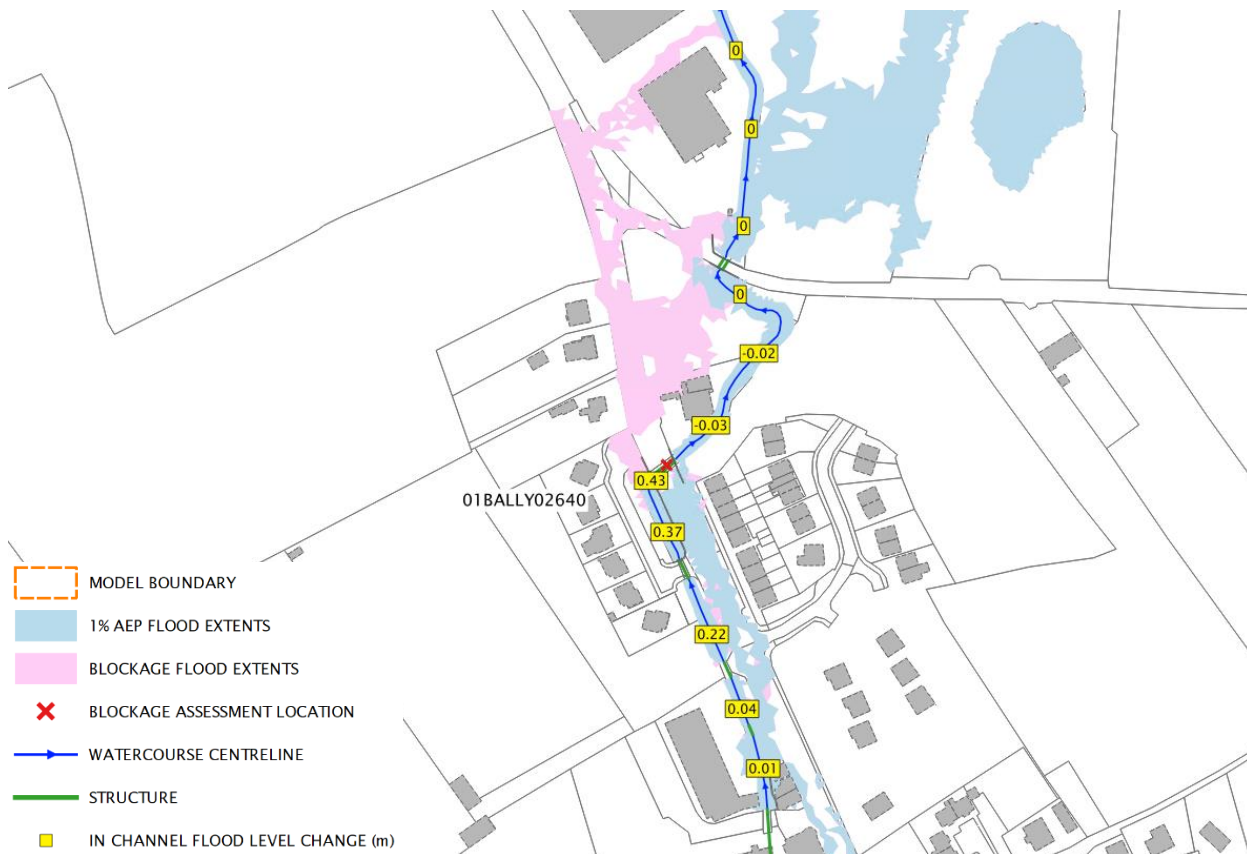 0
0
0
0
-0.02
-0.03
0.43
01BALLY02640
0.37
0.22
0.04
0.01
MODEL BOUNDARY
1% AEP FLOOD EXTENTS
BLOCKAGE FLOOD EXTENTS
BLOCKAGE ASSESSMENT LOCATION
WATERCOURSE CENTRELINE
STRUCTURE
IN CHANNEL FLOOD LEVEL CHANGE (m)